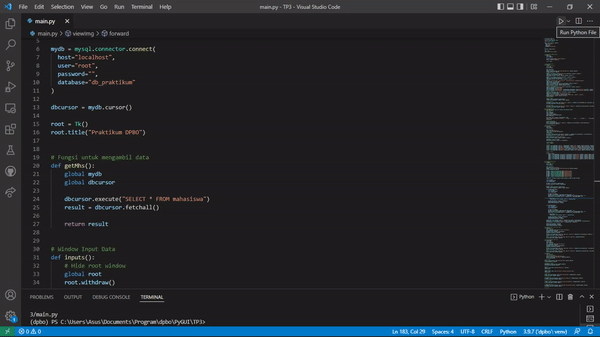 File Edit Selection View Go Run Terminal Help
main.py - TP3 - Visual Studio Code
main.py
Run Python File
main.py > viewImg > forward
5
6 mydb = mysql.connector.connect(
7 host="localhost",
8 user="root",
9 password="",
10 database="db_praktikum"
11 )
12
13 dbcursor = mydb.cursor()
14
15 root = Tk()
16 root.title("Praktikum DPBO")
17
18
19 # Fungsi untuk mengambil data
20 def getMhs():
21 global mydb
22 global dbcursor
23
24 dbcursor.execute("SELECT * FROM mahasiswa")
25 result = dbcursor.fetchall()
26
27 return result
28
29
30 # Window Input Data
31 def inputs():
32 # Hide root window
33 global root
34 root.withdraw()
PROBLEMS OUTPUT DEBUG CONSOLE TERMINAL
Python
3/main.py
(dpbo) PS C:\Users\Asus\Documents\Program\dpbo\PyGUI\TP3>
0 0 Ln 183, Col 29 Spaces: 4 UTF-8 CRLF Python ('dpbo': venv)